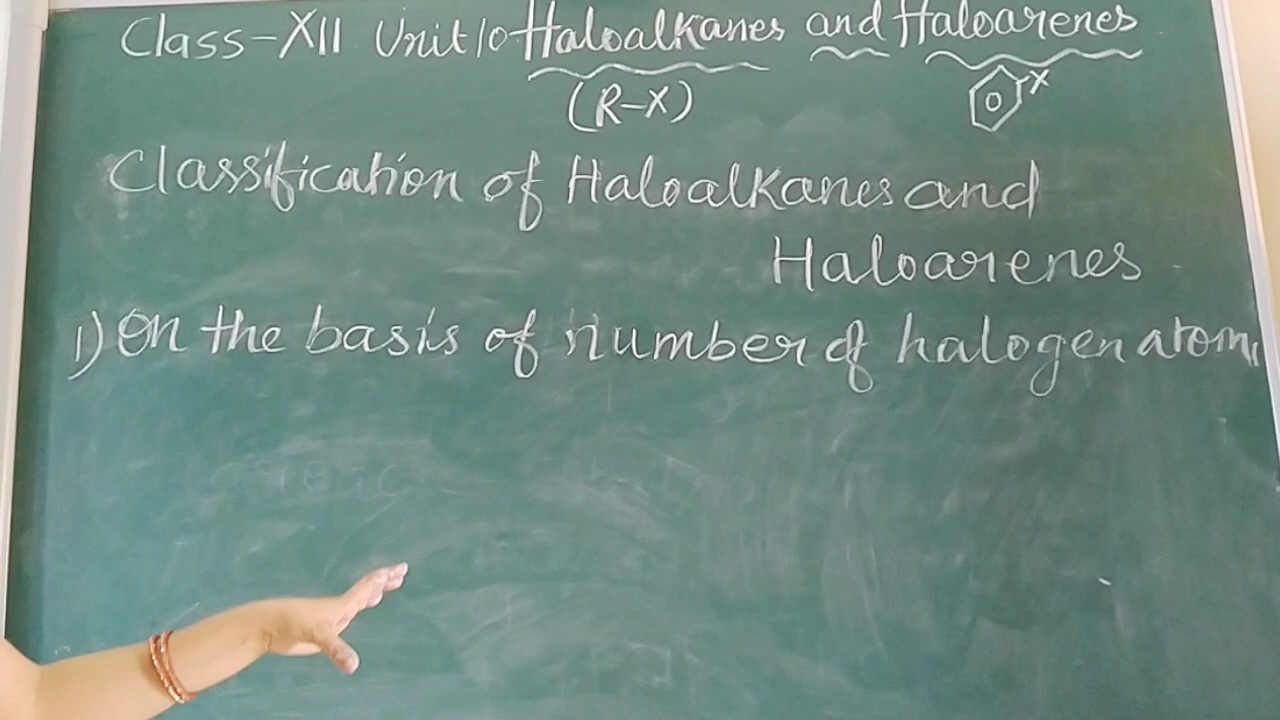 Class-XII Unit 10 Haloalkanes and Haloarenes
(R-X) X
Classification of Haloalkanes and
Haloarenes
1) On the basis of number of halogen atom